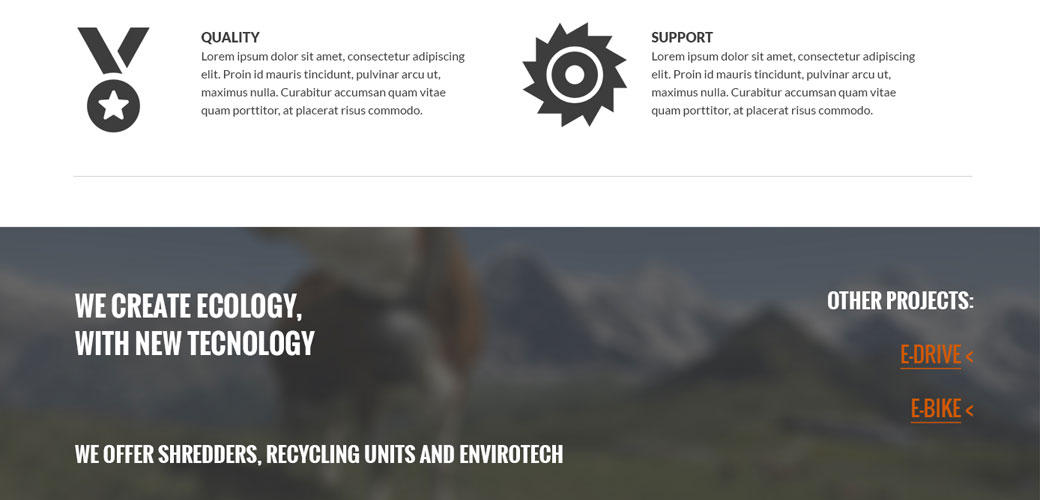 QUALITY
Lorem ipsum dolor sit amet, consectetur adipiscing
elit. Proin id mauris tincidunt, pulvinar arcu ut,
maximus nulla. Curabitur accumsan quam vitae
quam porttitor, at placerat risus commodo.
SUPPORT
Lorem ipsum dolor sit amet, consectetur adipiscing
elit. Proin id mauris tincidunt, pulvinar arcu ut,
maximus nulla. Curabitur accumsan quam vitae
quam porttitor, at placerat risus commodo.
WE CREATE ECOLOGY,
WITH NEW TECNOLOGY
WE OFFER SHREDDERS, RECYCLING UNITS AND ENVIROTECH
OTHER PROJECTS:
E-DRIVE <
E-BIKE <